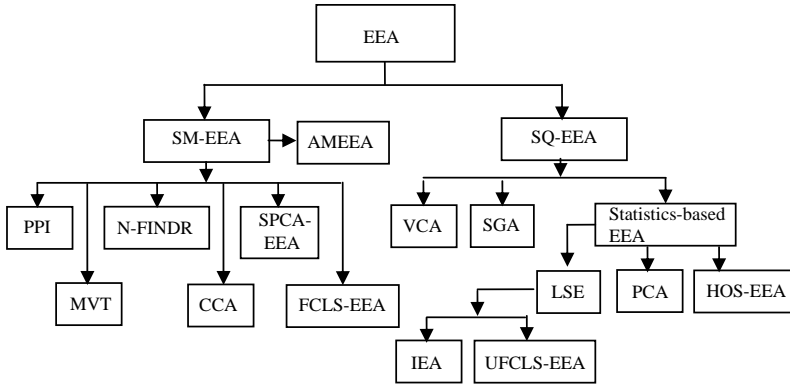 EEA
SM-EEA
AMEEA
SQ-EEA
PPI
N-FINDR
SPCA-
EEA
VCA
SGA
Statistics-based
EEA
MVT
CCA
FCLS-EEA
LSE
PCA
HOS-EEA
IEA
UFCLS-EEA